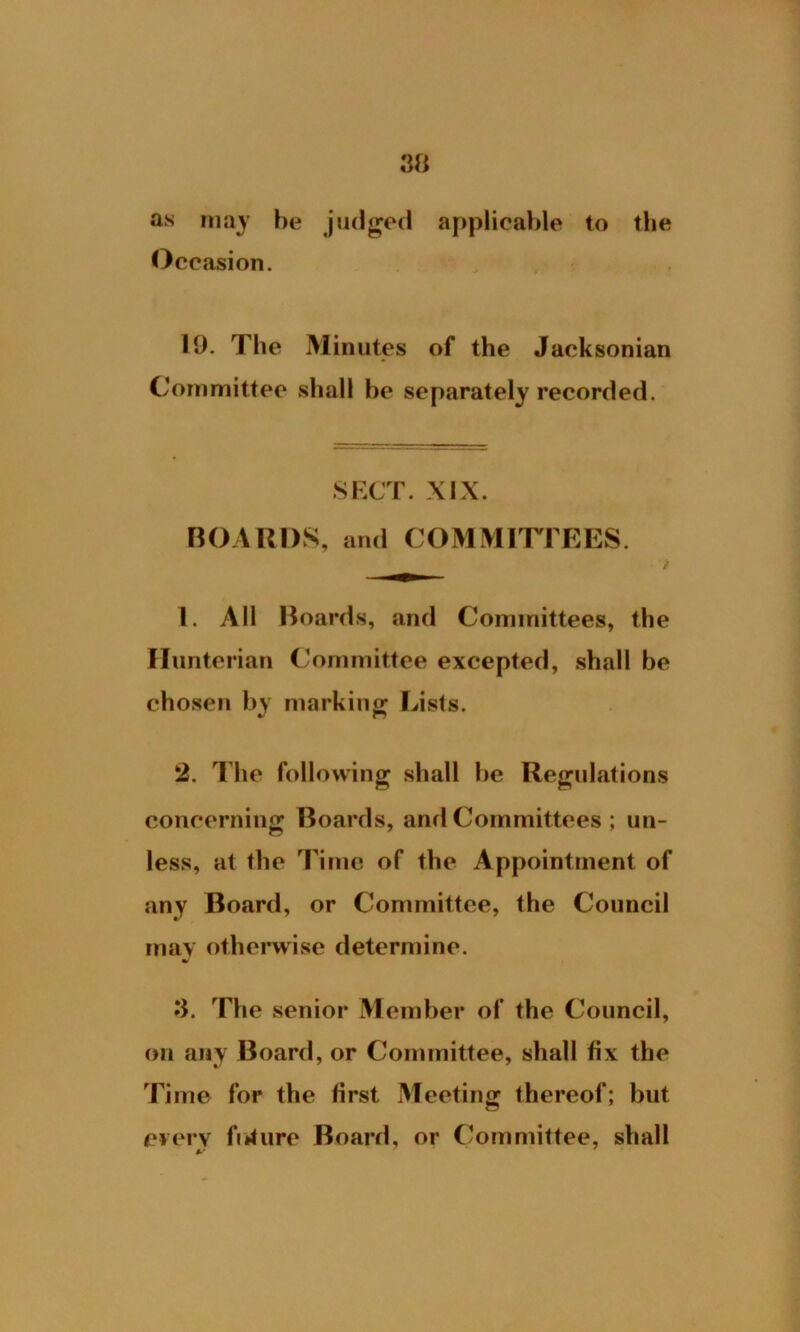 38
as may be judged applicable to the
Occasion.
19. The Minutes of the Jacksonian
Committee shall be separately recorded.
SECT. XIX.
BOARDS, and COMMITTEES.
1. All Boards, and Committees, the
Hunterian Committee excepted, shall be
chosen by marking Lists.
2. The following shall be Regulations
concerning Boards, and Committees ; un-
less, at the Time of the Appointment of
any Board, or Committee, the Council
may otherwise determine.
3. The senior Member of the Council,
on any Board, or Committee, shall fix the
Time for the first Meeting thereof; but
every future Board, or Committee, shall